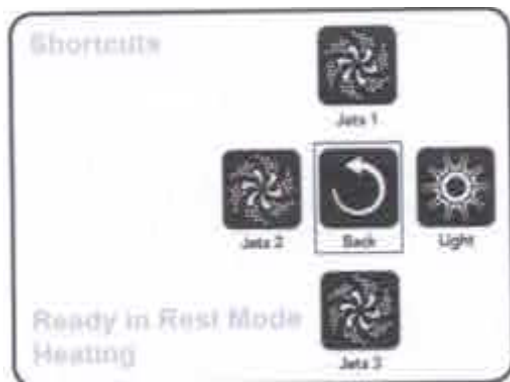 Shortcuts
Jets 1
Jets 2
Back
Light
Ready in Rest Mode
Heating
Jets 3